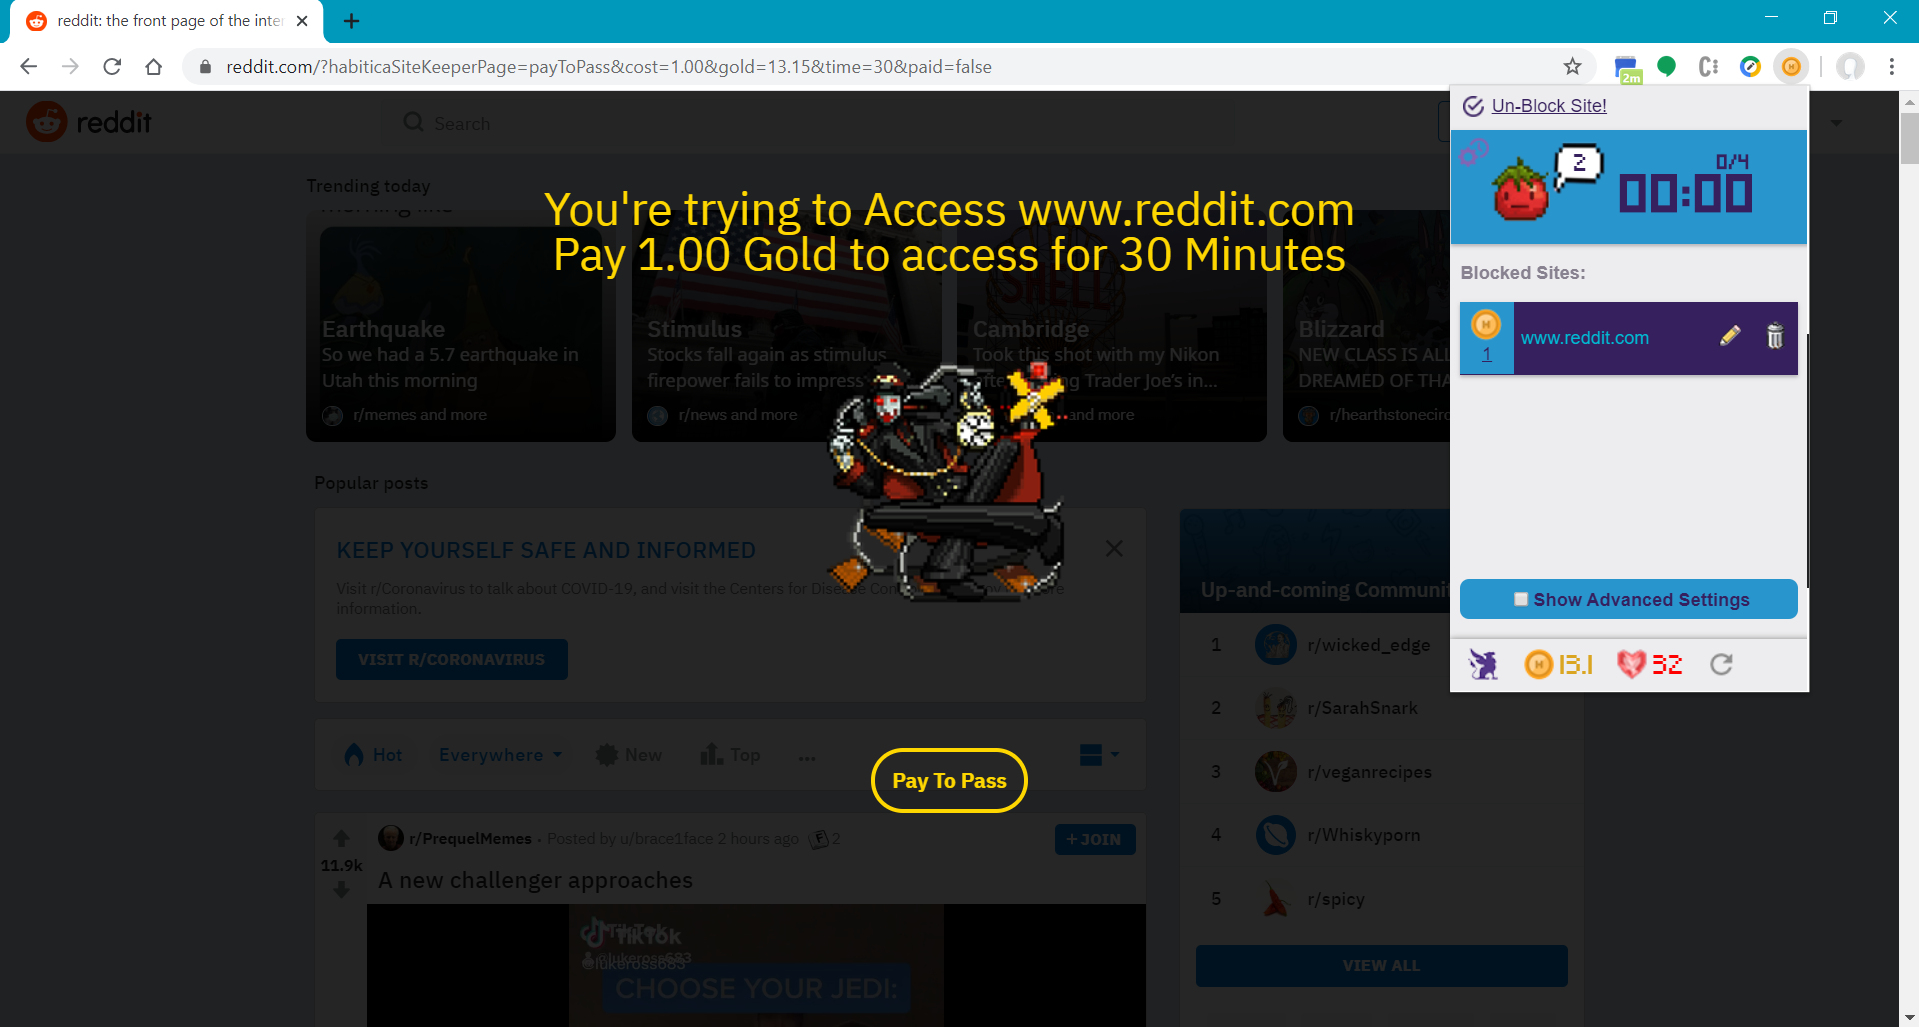 reddit: the front page of the inter
reddit.com/?habiticaSiteKeeperPage=payToPass&cost=1.00&gold=13.15&time=30&paid=false
2m
reddit
Search
Un-Block Site!
2
0/4
00:00
Trending today
You're trying to Access www.reddit.com
Pay 1.00 Gold to access for 30 Minutes
Blocked Sites:
1
www.reddit.com
SHELL
Earthquake
So we had a 5.7 earthquake in
Utah this morning
r/memes and more
Stimulus
Stocks fall again as stimulus
firepower fails to impress
r/news and more
Cambridge
Took this shot with my Nikon
Trader Joe's in...
and more
Blizzard
NEW CLASS IS ALL
DREAMED OF THA
r/hearthstonecirc
Popular posts
KEEP YOURSELF SAFE AND INFORMED
Visit r/Coronavirus to talk about COVID-19, and visit the Centers for Disease Con
information.
VISIT R/CORONAVIRUS
Up-and-coming Communit
1 r/wicked_edge
2 r/SarahSnark
3 r/veganrecipes
4 r/Whiskyporn
5 r/spicy
VIEW ALL
Show Advanced Settings
13.1
32
Hot
Everywhere
New
Top
...
Pay To Pass
r/PrequelMemes · Posted by u/brace1face 2 hours ago
2
+ JOIN
11.9k
A new challenger approaches
TikTok
@lukeross683
CHOOSE YOUR JEDI: